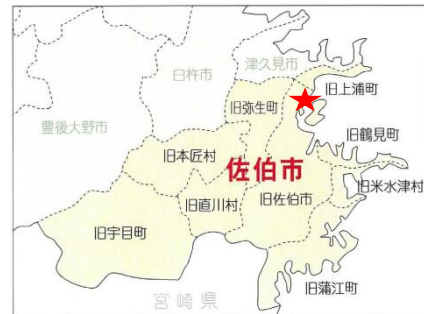 津久見市
臼杵市
旧上浦町
旧弥生町
豊後大野市
旧鶴見町
旧本匠村
佐伯市
旧米水津村
旧直川村
旧佐伯市
旧宇目町
旧蒲江町
宮崎県